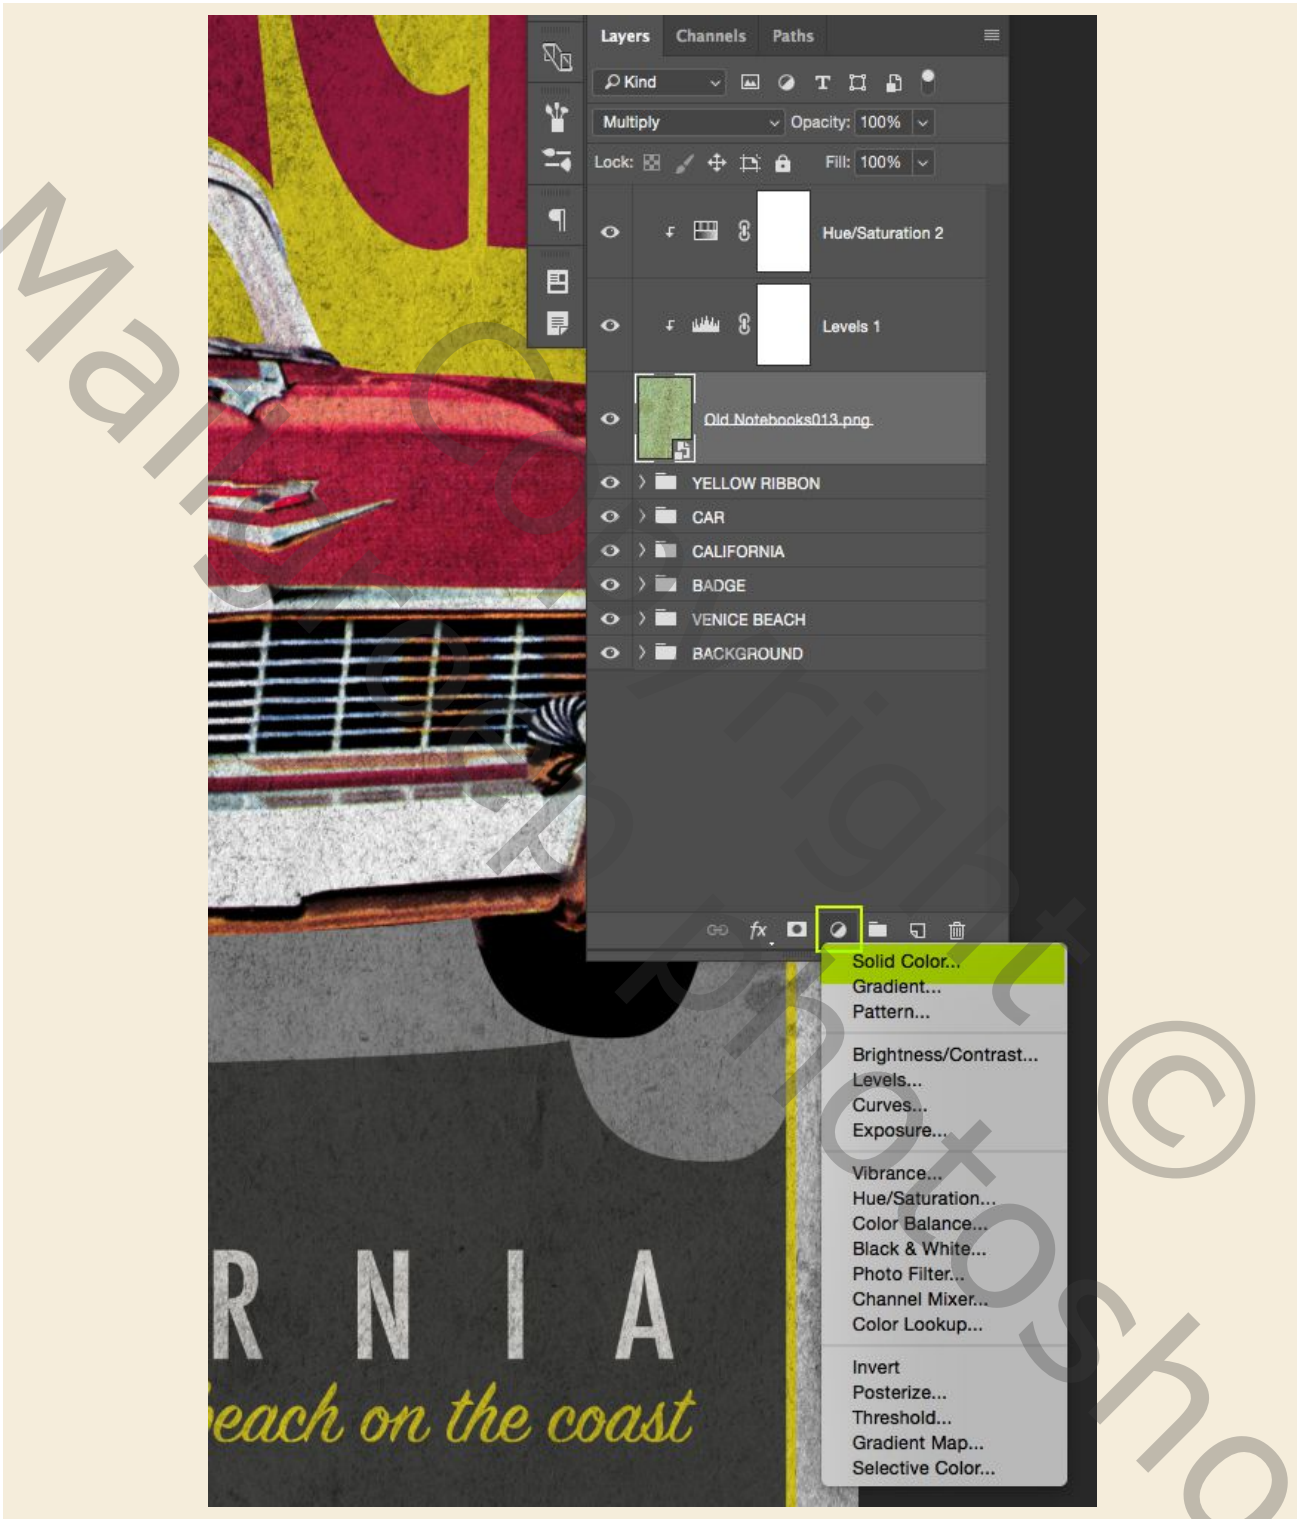 Layers Channels Paths
Kind
T
Multiply Opacity: 100%
Lock: Fill: 100%
Hue/Saturation 2
Levels 1
Old Notebooks013.png
YELLOW RIBBON
CAR
CALIFORNIA
BADGE
VENICE BEACH
BACKGROUND
fx
Solid Color...
Gradient...
Pattern...
Brightness/Contrast...
Levels...
Curves...
Exposure...
Vibrance...
Hue/Saturation...
Color Balance...
Black & White...
Photo Filter...
Channel Mixer...
Color Lookup...
Invert
Posterize...
Threshold...
Gradient Map...
Selective Color...
RNIA
beach on the coast
Copyright ©